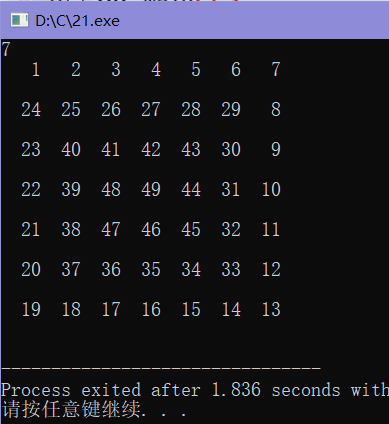 D:\C\21.exe
7
1 2 3 4 5 6 7
24 25 26 27 28 29 8
23 40 41 42 43 30 9
22 39 48 49 44 31 10
21 38 47 46 45 32 11
20 37 36 35 34 33 12
19 18 17 16 15 14 13
--------------------------------
Process exited after 1.836 seconds with
请按任意键继续. . .